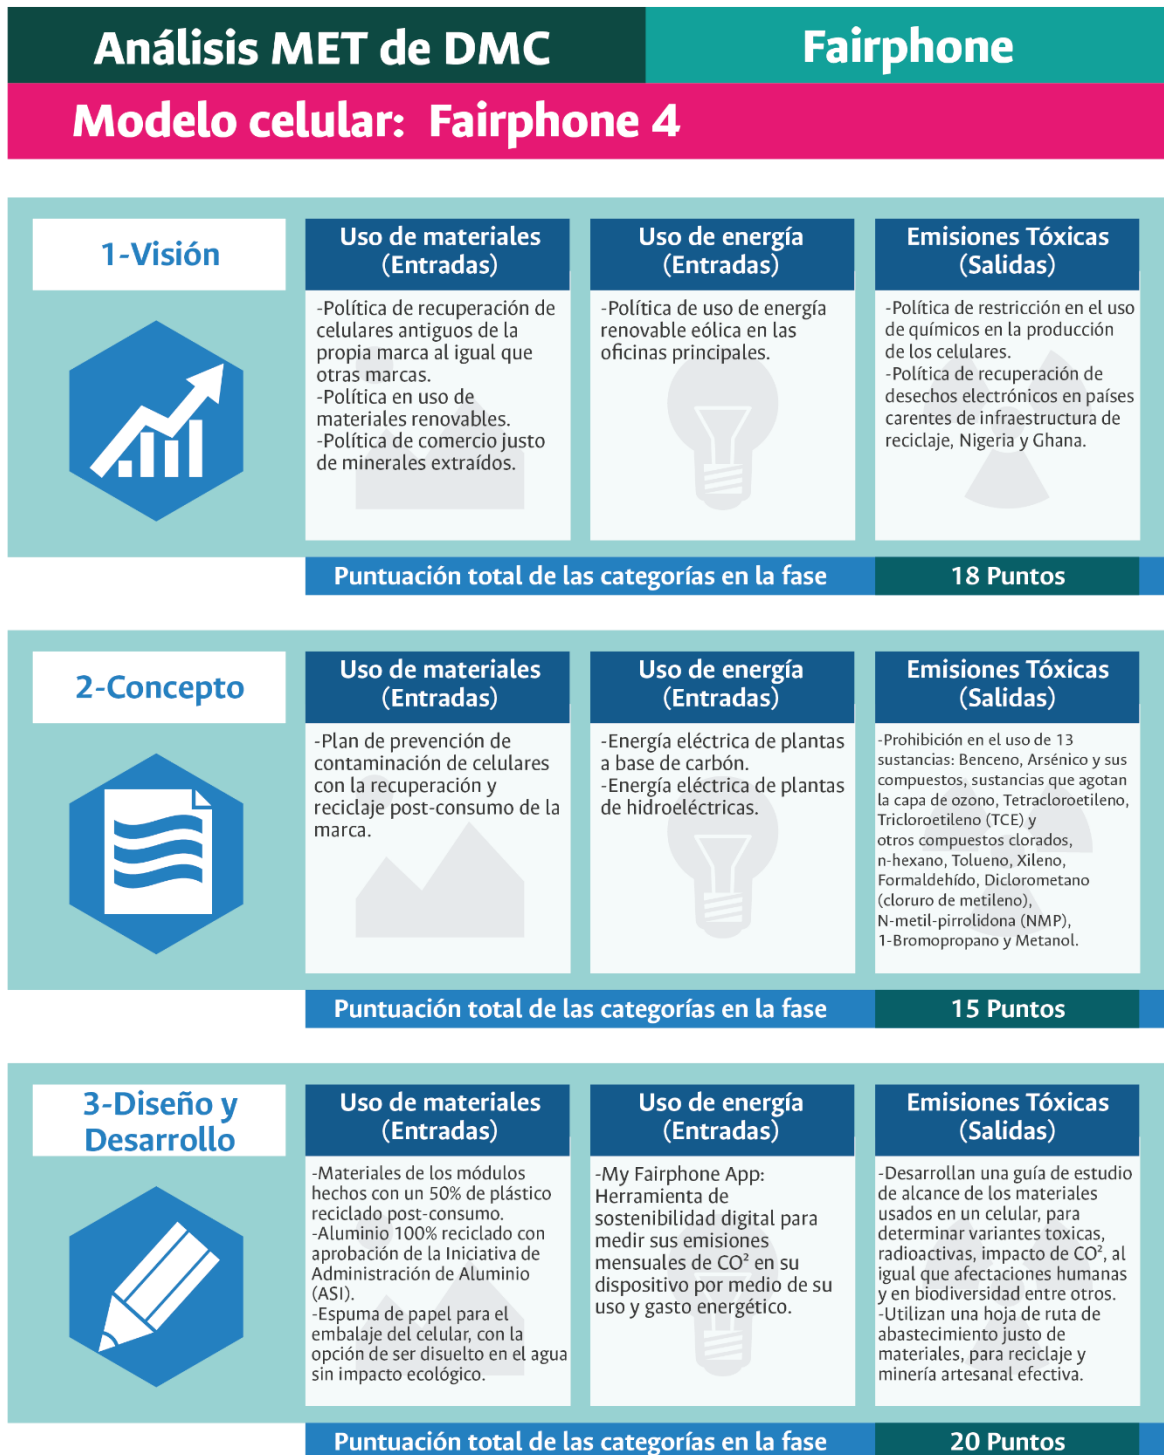 Análisis MET de DMC
Fairphone
Modelo celular: Fairphone 4
1-Visión
Uso de materiales
(Entradas)
-Política de recuperación de
celulares antiguos de la
propia marca al igual que
otras marcas.
-Política en uso de
materiales renovables.
-Política de comercio justo
de minerales extraídos.
Uso de energía
(Entradas)
-Política de uso de energía
renovable eólica en las
oficinas principales.
Emisiones Tóxicas
(Salidas)
-Política de restricción en el uso
de químicos en la producción
de los celulares.
-Política de recuperación de
desechos electrónicos en países
carentes de infraestructura de
reciclaje, Nigeria y Ghana.
Puntuación total de las categorías en la fase
18 Puntos
2-Concepto
Uso de materiales
(Entradas)
-Plan de prevención de
contaminación de celulares
con la recuperación y
reciclaje post-consumo de la
marca.
Uso de energía
(Entradas)
-Energía eléctrica de plantas
a base de carbón.
-Energía eléctrica de plantas
de hidroeléctricas.
Emisiones Tóxicas
(Salidas)
-Prohibición en el uso de 13
sustancias: Benceno, Arsénico y sus
compuestos, sustancias que agotan
la capa de ozono, Tetracloroetileno,
Tricloroetileno (TCE) y
otros compuestos clorados,
n-hexano, Tolueno, Xileno,
Formaldehído, Diclorometano
(cloruro de metileno),
N-metil-pirrolidona (NMP),
1-Bromopropano y Metanol.
Puntuación total de las categorías en la fase
15 Puntos
3-Diseño y
Desarrollo
Uso de materiales
(Entradas)
-Materiales de los módulos
hechos con un 50% de plástico
reciclado post-consumo.
-Aluminio 100% reciclado con
aprobación de la Iniciativa de
Administración de Aluminio
(ASI).
-Espuma de papel para el
embalaje del celular, con la
opción de ser disuelto en el agua
sin impacto ecológico.
Uso de energía
(Entradas)
-My Fairphone App:
Herramienta de
sostenibilidad digital para
medir sus emisiones
mensuales de CO² en su
dispositivo por medio de su
uso y gasto energético.
Emisiones Tóxicas
(Salidas)
-Desarrollan una guía de estudio
de alcance de los materiales
usados en un celular, para
determinar variantes toxicas,
radioactivas, impacto de CO², al
igual que afectaciones humanas
y en biodiversidad entre otros.
-Utilizan una hoja de ruta de
abastecimiento justo de
materiales, para reciclaje y
minería artesanal efectiva.
Puntuación total de las categorías en la fase
20 Puntos